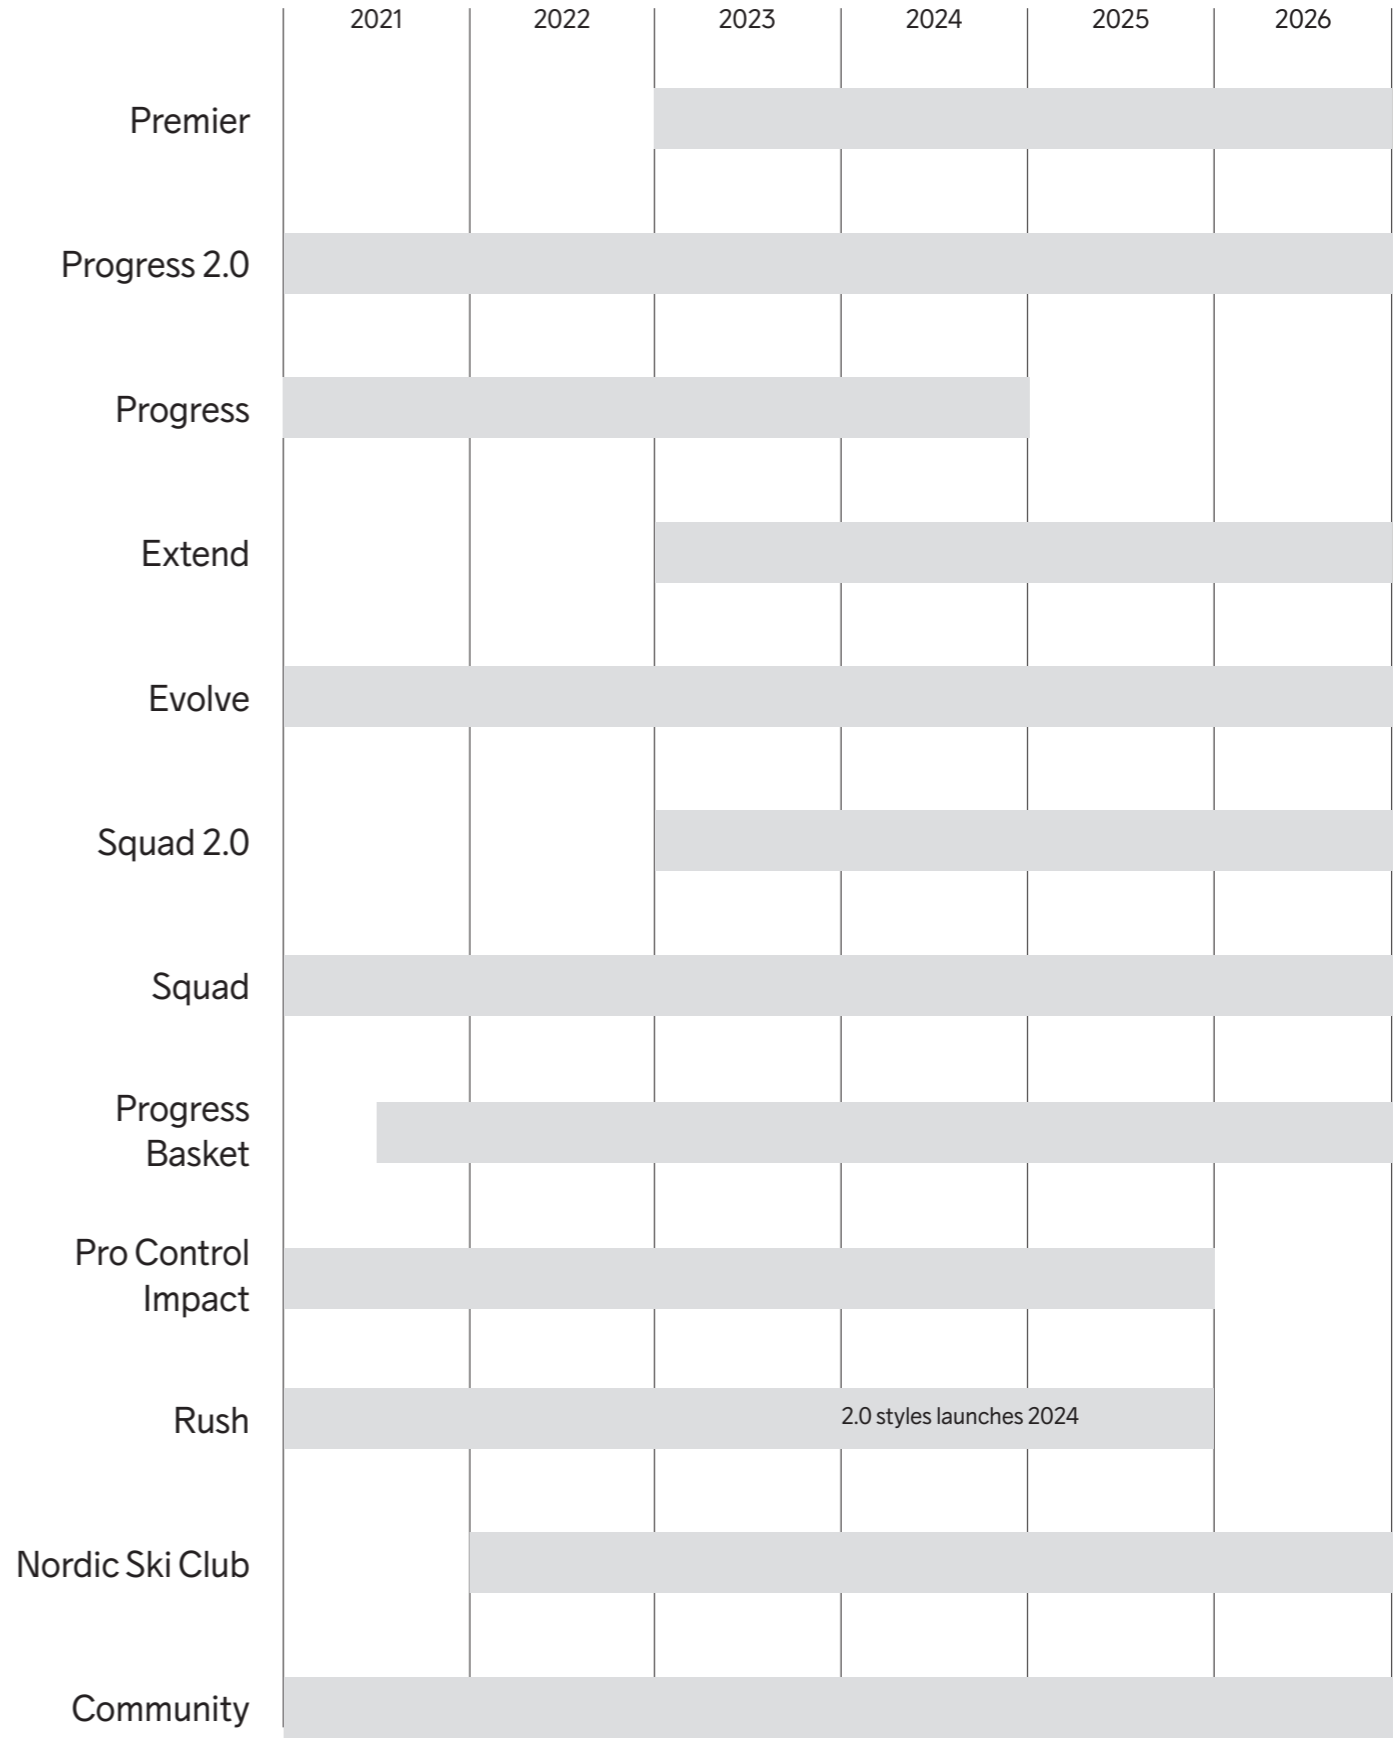 2021 2022 2023 2024 2025 2026
Premier
Progress 2.0
Progress
Extend
Evolve
Squad 2.0
Squad
Progress
Basket
Pro Control
Impact
Rush
2.0 styles launches 2024
Nordic Ski Club
Community